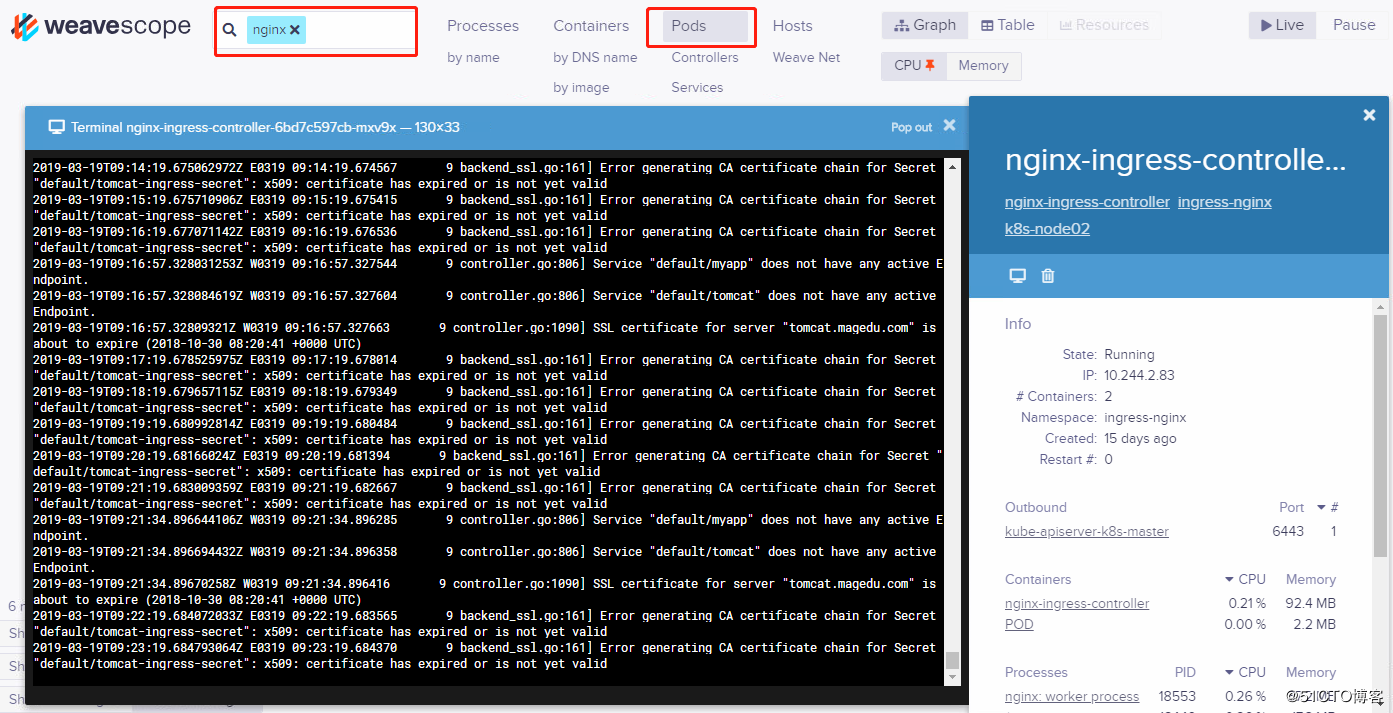 weavescope
nginx
Processes
by name
Containers
by DNS name
by image
Pods
Controllers
Services
Hosts
Weave Net
Graph
Table
Resources
CPU
Memory
Live
Pause
Terminal nginx-ingress-controller-6bd7c597cb-mxv9x — 130×33
Pop out
2019-03-19T09:14:19.675062972Z E0319 09:14:19.674567       9 backend_ssl.go:161] Error generating CA certificate chain for Secret
"default/tomcat-ingress-secret": x509: certificate has expired or is not yet valid
2019-03-19T09:15:19.675710906Z E0319 09:15:19.675415       9 backend_ssl.go:161] Error generating CA certificate chain for Secret
"default/tomcat-ingress-secret": x509: certificate has expired or is not yet valid
2019-03-19T09:16:19.677071142Z E0319 09:16:19.676536       9 backend_ssl.go:161] Error generating CA certificate chain for Secret
"default/tomcat-ingress-secret": x509: certificate has expired or is not yet valid
2019-03-19T09:16:57.328031253Z W0319 09:16:57.327544       9 controller.go:806] Service "default/myapp" does not have any active E
ndpoint.
2019-03-19T09:16:57.328084619Z W0319 09:16:57.327604       9 controller.go:806] Service "default/tomcat" does not have any active
Endpoint.
2019-03-19T09:16:57.32809321Z W0319 09:16:57.327663       9 controller.go:1090] SSL certificate for server "tomcat.magedu.com" is
about to expire (2018-10-30 08:20:41 +0000 UTC)
2019-03-19T09:17:19.678525975Z E0319 09:17:19.678014       9 backend_ssl.go:161] Error generating CA certificate chain for Secret
"default/tomcat-ingress-secret": x509: certificate has expired or is not yet valid
2019-03-19T09:18:19.679657115Z E0319 09:18:19.679349       9 backend_ssl.go:161] Error generating CA certificate chain for Secret
"default/tomcat-ingress-secret": x509: certificate has expired or is not yet valid
2019-03-19T09:19:19.680992814Z E0319 09:19:19.680484       9 backend_ssl.go:161] Error generating CA certificate chain for Secret
"default/tomcat-ingress-secret": x509: certificate has expired or is not yet valid
2019-03-19T09:20:19.68166024Z E0319 09:20:19.681394       9 backend_ssl.go:161] Error generating CA certificate chain for Secret "
default/tomcat-ingress-secret": x509: certificate has expired or is not yet valid
2019-03-19T09:21:19.683009359Z E0319 09:21:19.682667       9 backend_ssl.go:161] Error generating CA certificate chain for Secret
"default/tomcat-ingress-secret": x509: certificate has expired or is not yet valid
2019-03-19T09:21:34.896644106Z W0319 09:21:34.896285       9 controller.go:806] Service "default/myapp" does not have any active E
ndpoint.
2019-03-19T09:21:34.896694432Z W0319 09:21:34.896358       9 controller.go:806] Service "default/tomcat" does not have any active
Endpoint.
2019-03-19T09:21:34.89670258Z W0319 09:21:34.896416       9 controller.go:1090] SSL certificate for server "tomcat.magedu.com" is
about to expire (2018-10-30 08:20:41 +0000 UTC)
2019-03-19T09:22:19.684072033Z E0319 09:22:19.683565       9 backend_ssl.go:161] Error generating CA certificate chain for Secret
"default/tomcat-ingress-secret": x509: certificate has expired or is not yet valid
2019-03-19T09:23:19.684793064Z E0319 09:23:19.684370       9 backend_ssl.go:161] Error generating CA certificate chain for Secret
"default/tomcat-ingress-secret": x509: certificate has expired or is not yet valid
nginx-ingress-controlle...
nginx-ingress-controller ingress-nginx
k8s-node02
Info
State: Running
IP: 10.244.2.83
# Containers: 2
Namespace: ingress-nginx
Created: 15 days ago
Restart #: 0
Outbound Port #
kube-apiserver-k8s-master 6443 1
Containers CPU Memory
nginx-ingress-controller 0.21 % 92.4 MB
POD 0.00 % 2.2 MB
Processes PID CPU Memory
nginx: worker process 18553 0.26 %
@51CTO博客